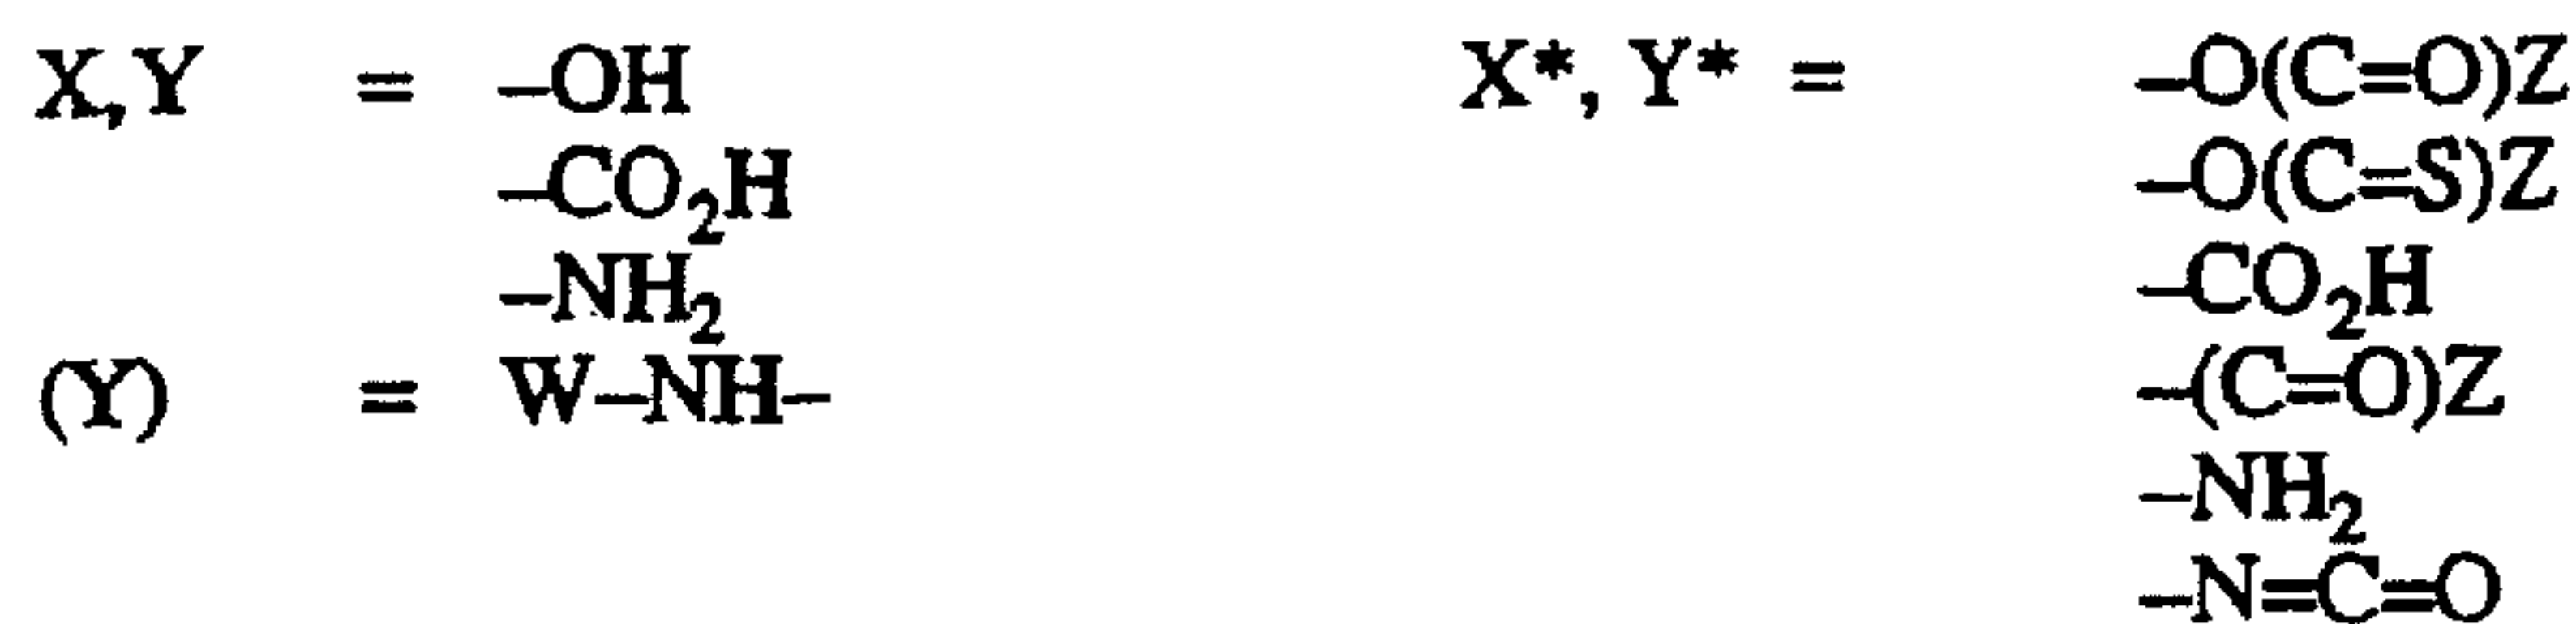 X, Y = –OH X*, Y* = –O(C=O)Z
–CO₂H –O(C=S)Z
–NH₂ –CO₂H
(Y) = W–NH– –(C=O)Z
–NH₂
–N=C=O